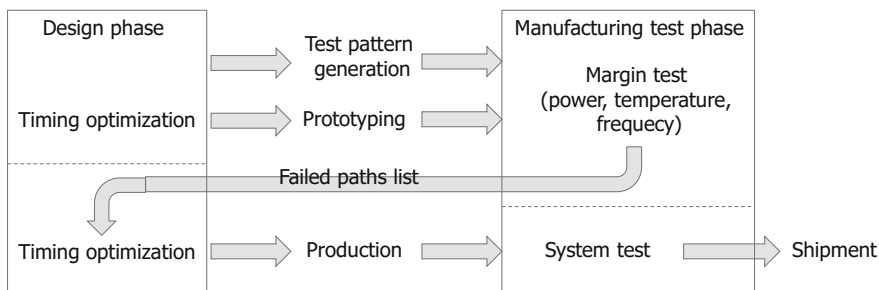 Design phase
Manufacturing test phase
Test pattern
generation
Margin test
(power, temperature,
frequecy)
Timing optimization
Prototyping
Failed paths list
Timing optimization
Production
System test
Shipment